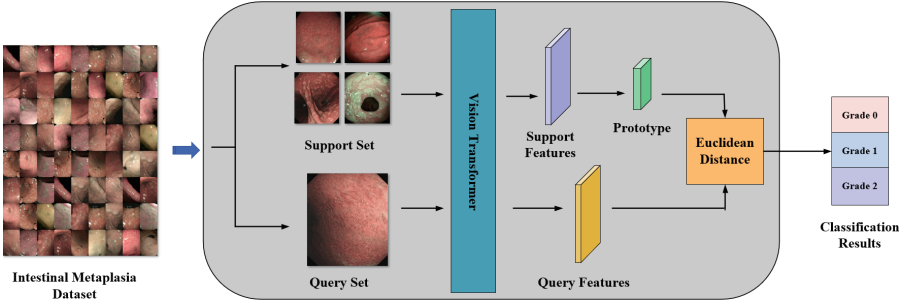 Intestinal Metaplasia
Dataset
Support Set
Query Set
Vision Transformer
Support
Features
Prototype
Query Features
Euclidean
Distance
Grade 0
Grade 1
Grade 2
Classification
Results